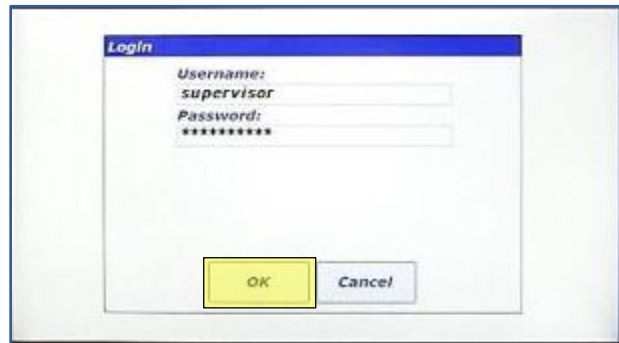 Login
Username:
supervisor
Password:
**********
OK Cancel